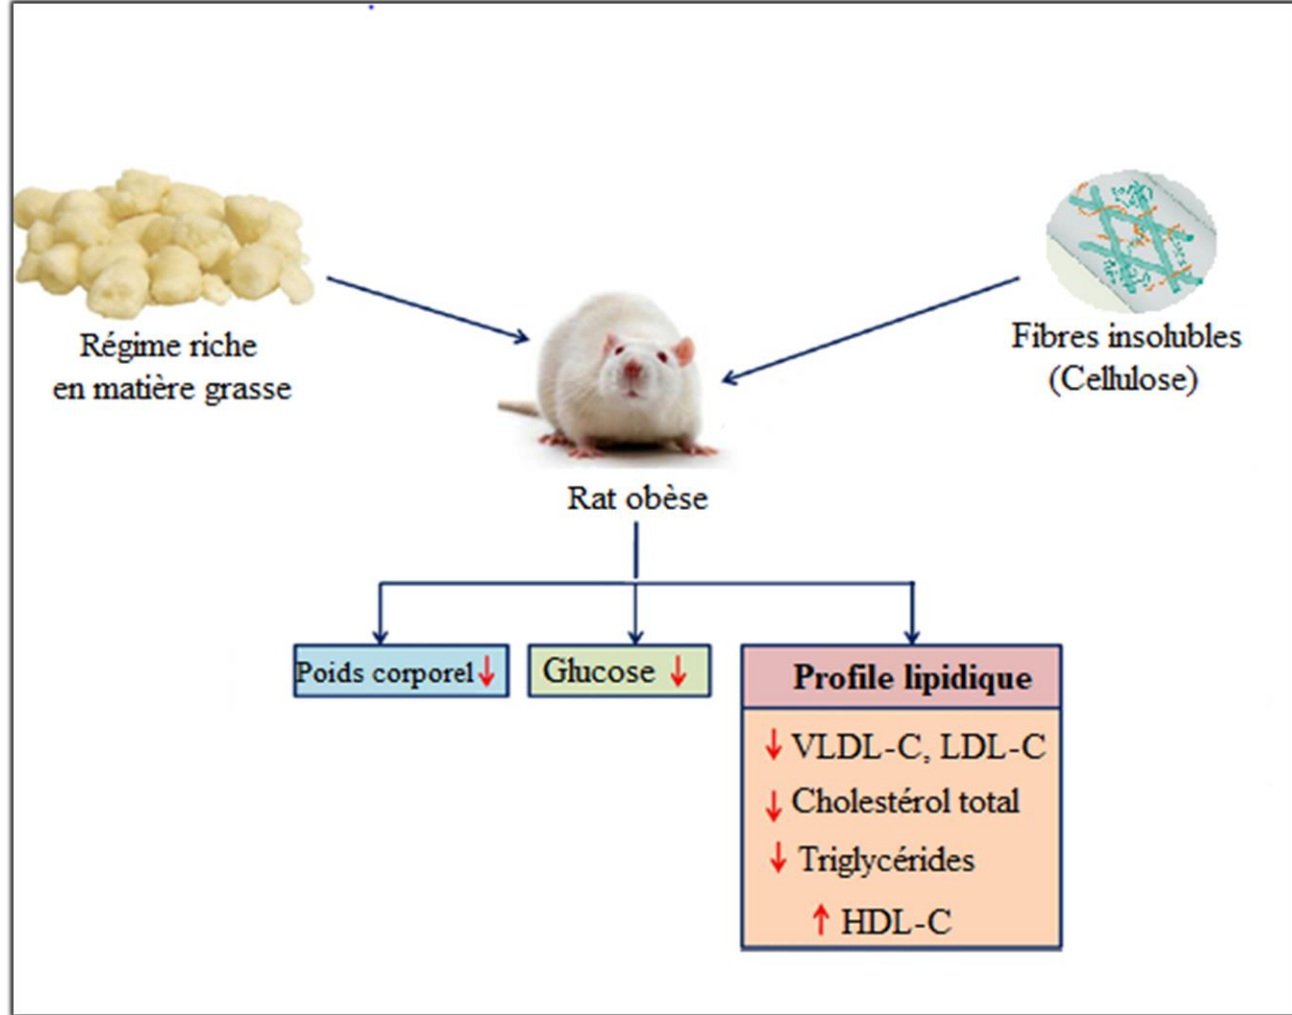 Régime riche
en matière grasse
Fibres insolubles
(Cellulose)
Rat obèse
Poids corporel↓
Glucose ↓
Profile lipidique
↓ VLDL-C, LDL-C
↓ Cholestérol total
↓ Triglycérides
↑ HDL-C